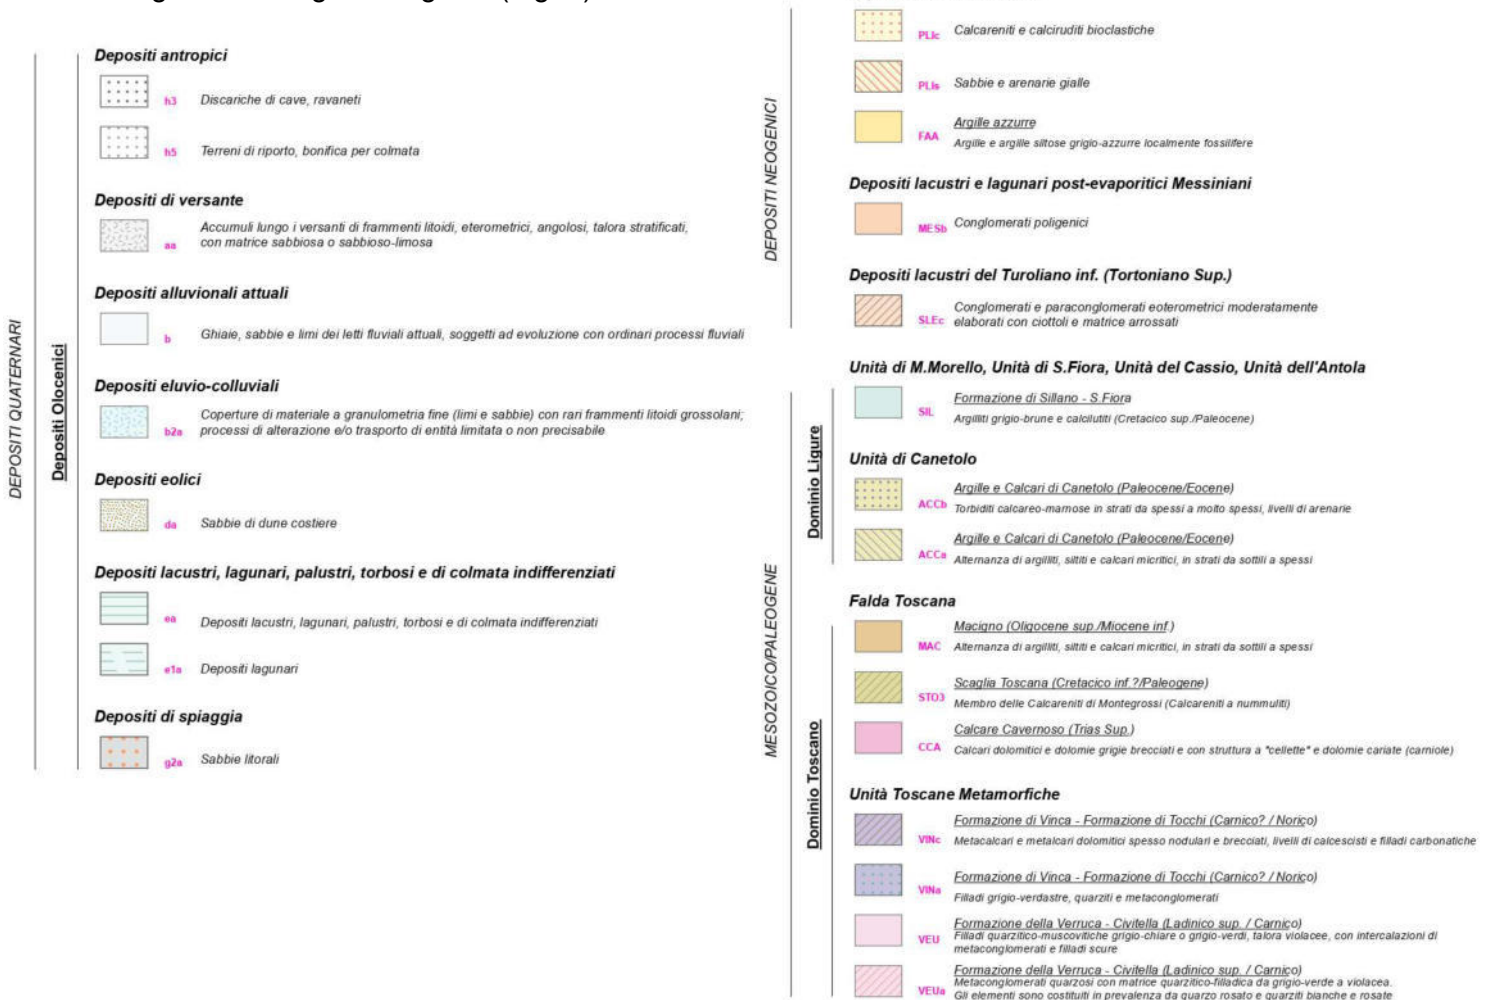 DEPOSITI QUATERNARI
Depositi Olocenici
Depositi antropici
h3 Discariche di cave, ravaneti
h5 Terreni di riporto, bonifica per colmata
Depositi di versante
aa Accumuli lungo i versanti di frammenti litoidi, eterometrici, angolosi, talora stratificati,
con matrice sabbiosa o sabbioso-limosa
Depositi alluvionali attuali
b Ghiaie, sabbie e limi dei letti fluviali attuali, soggetti ad evoluzione con ordinari processi fluviali
Depositi eluvio-colluviali
b2a Coperture di materiale a granulometria fine (limi e sabbie) con rari frammenti litoidi grossolani;
processi di alterazione e/o trasporto di entità limitata o non precisabile
Depositi eolici
da Sabbie di dune costiere
Depositi lacustri, lagunari, palustri, torbosi e di colmata indifferenziati
ea Depositi lacustri, lagunari, palustri, torbosi e di colmata indifferenziati
e1a Depositi lagunari
Depositi di spiaggia
g2a Sabbie litorali
DEPOSITI NEOGENICI
PLIc Calcareniti e calciruditi bioclastiche
PLIs Sabbie e arenarie gialle
Argille azzurre
FAA Argille e argille siltose grigio-azzurre localmente fossilifere
Depositi lacustri e lagunari post-evaporitici Messiniani
MESb Conglomerati poligenici
Depositi lacustri del Turoliano inf. (Tortoniano Sup.)
SLEc Conglomerati e paraconglomerati eoterometrici moderatamente
elaborati con ciottoli e matrice arrossati
MESOZOICO/PALEOGENE
Dominio Ligure
Unità di M.Morello, Unità di S.Fiora, Unità del Cassio, Unità dell'Antola
Formazione di Sillano - S.Fiora
SIL Argilliti grigio-brune e calcilutiti (Cretacico sup./Paleocene)
Unità di Canetolo
Argille e Calcari di Canetolo (Paleocene/Eocene)
ACCb Torbiditi calcareo-marnose in strati da spessi a molto spessi, livelli di arenarie
Argille e Calcari di Canetolo (Paleocene/Eocene)
ACCa Alternanza di argilliti, siltiti e calcari micritici, in strati da sottili a spessi
Dominio Toscano
Falda Toscana
Macigno (Oligocene sup./Miocene inf.)
MAC Alternanza di argilliti, siltiti e calcari micritici, in strati da sottili a spessi
Scaglia Toscana (Cretacico inf.?/Paleogene)
STO3 Membro delle Calcareniti di Montegrossi (Calcareniti a nummuliti)
Calcare Cavernoso (Trias Sup.)
CCA Calcari dolomitici e dolomie grigie brecciati e con struttura a "cellette" e dolomie cariate (carniole)
Unità Toscane Metamorfiche
Formazione di Vinca - Formazione di Tocchi (Carnico? / Norico)
VINc Metacalcari e metalcari dolomitici spesso nodulari e brecciati, livelli di calcescisti e filladi carbonatiche
Formazione di Vinca - Formazione di Tocchi (Carnico? / Norico)
VINa Filladi grigio-verdastre, quarziti e metaconglomerati
Formazione della Verruca - Civitella (Ladinico sup. / Carnico)
VEU Filladi quarzitico-muscovitiche grigio-chiare o grigio-verdi, talora violacee, con intercalazioni di
metaconglomerati e filladi scure
Formazione della Verruca - Civitella (Ladinico sup. / Carnico)
VEUa Metaconglomerati quarzosi con matrice quarzitico-filladica da grigio-verde a violacea.
Gli elementi sono costituiti in prevalenza da quarzo rosato e quarziti bianche e rosate